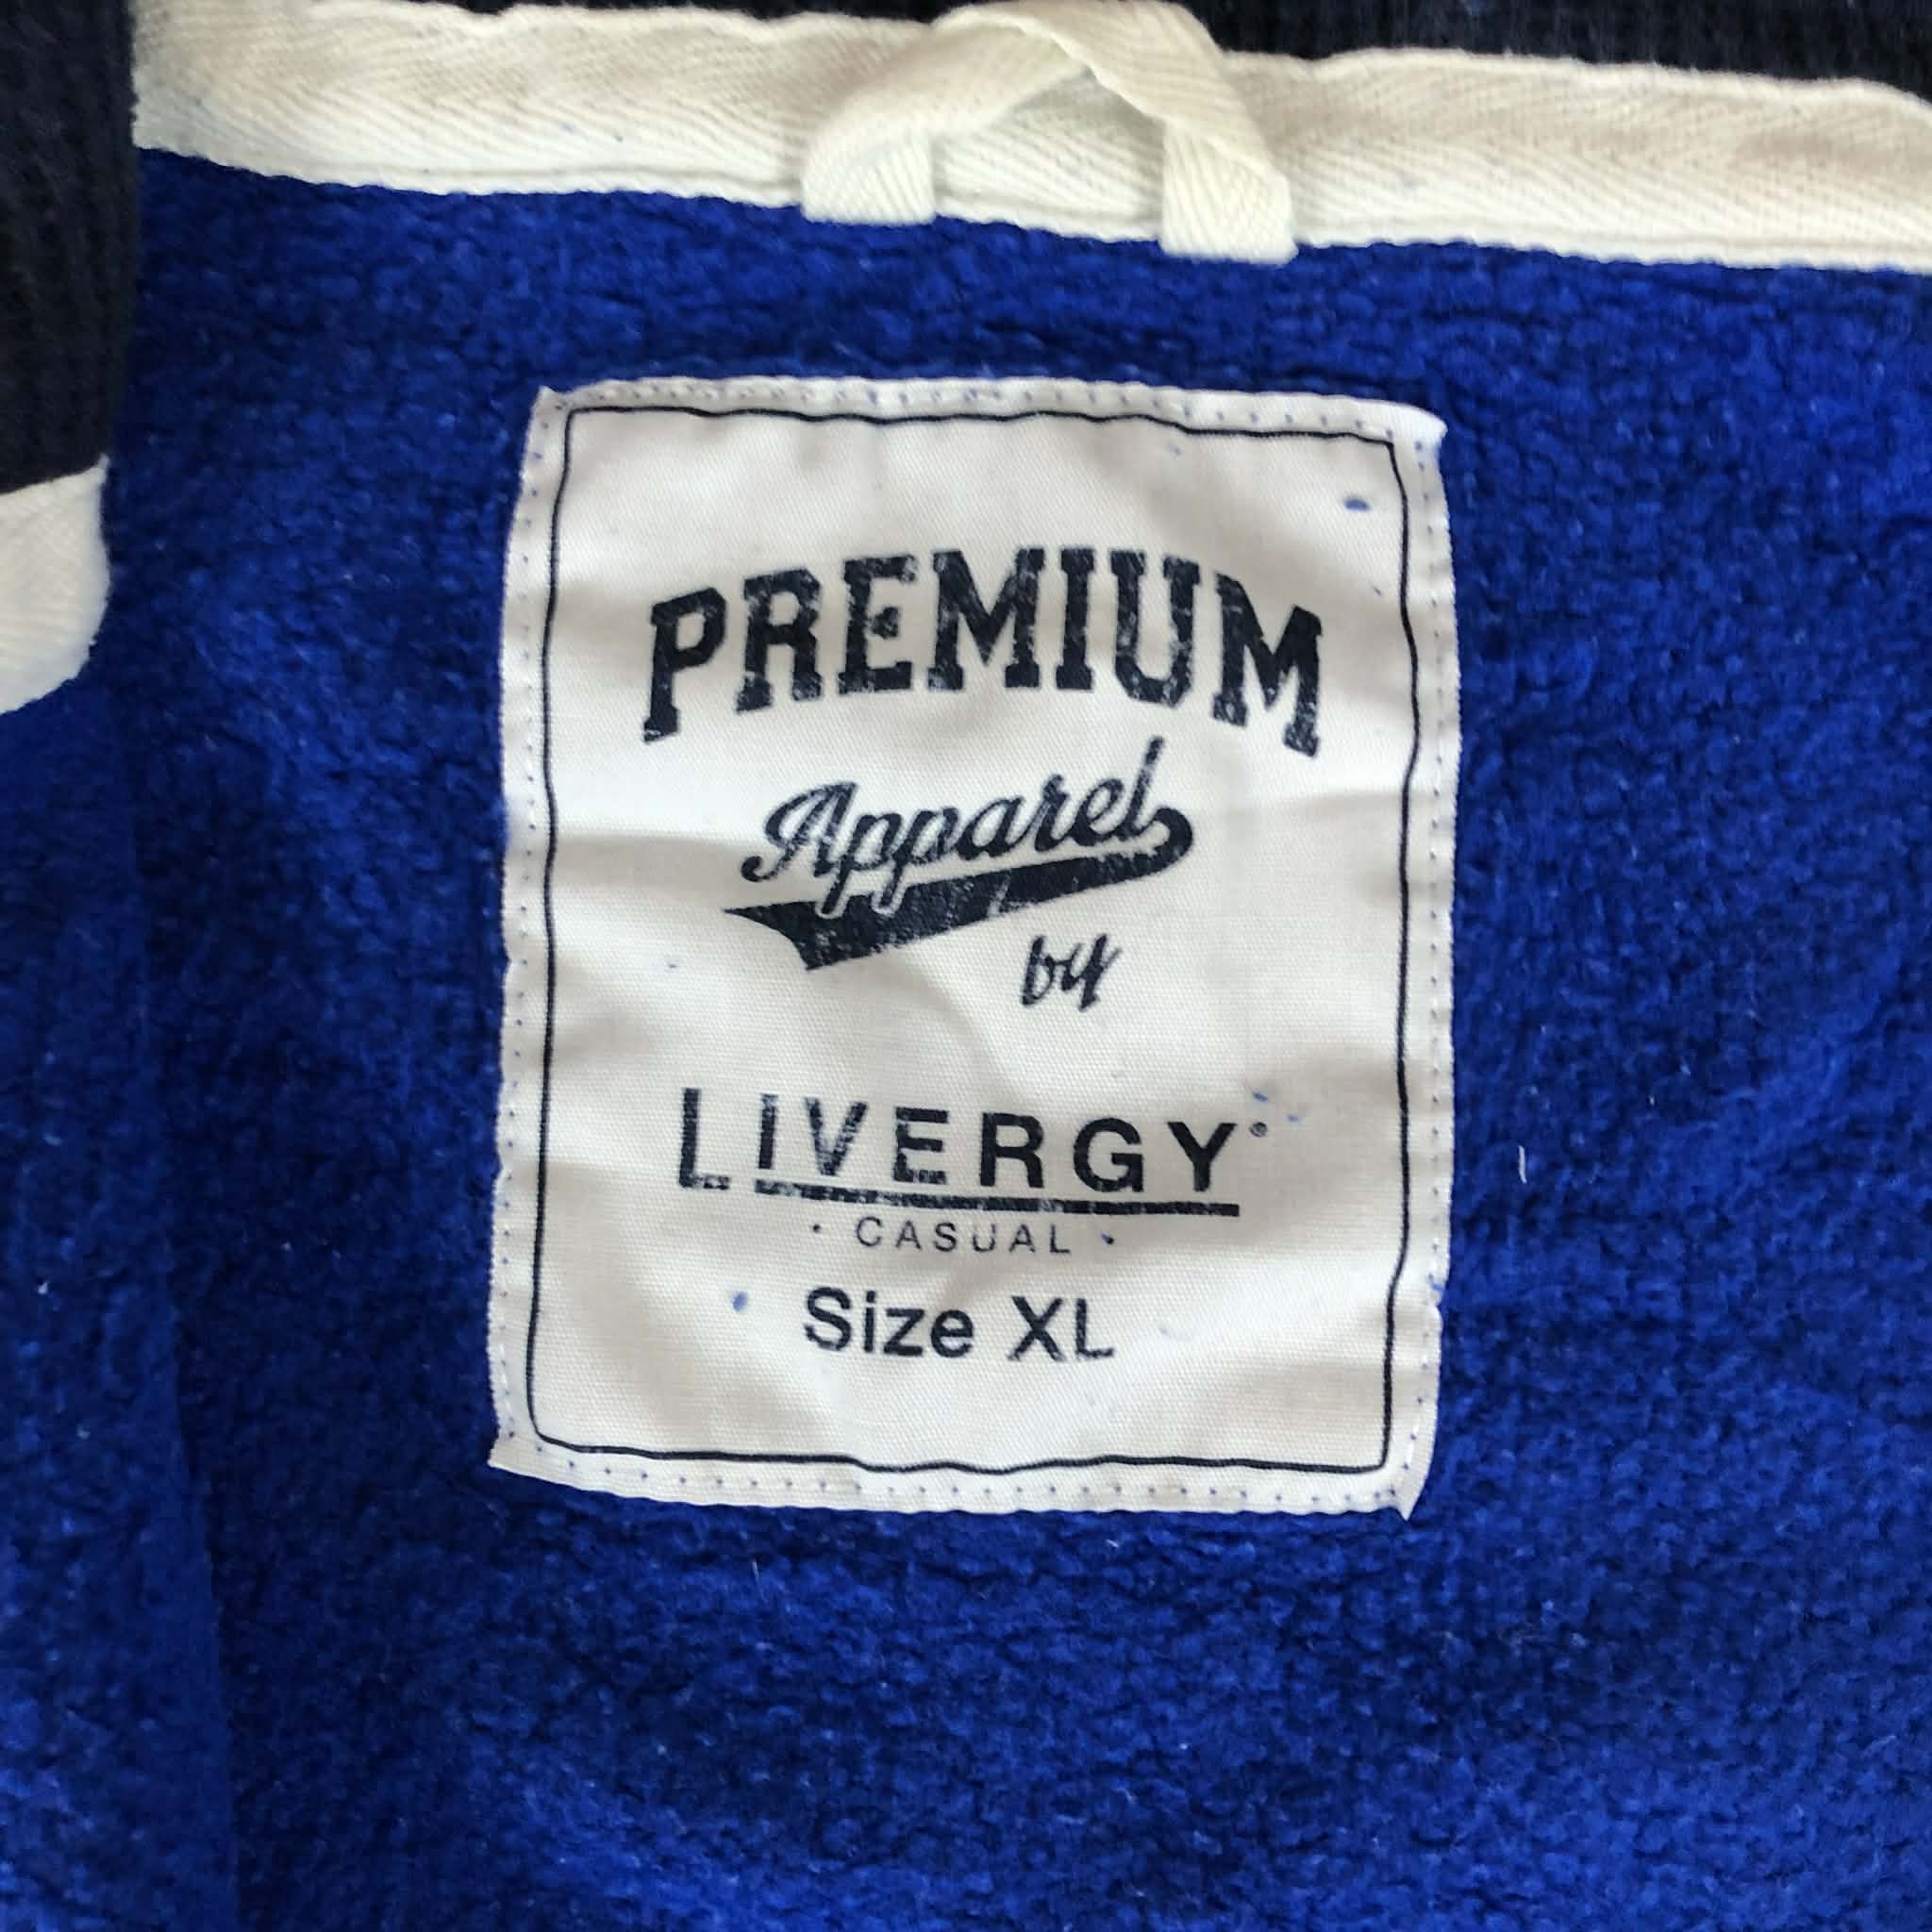 PREMIUM
Apparel
by
LIVERGY®
• CASUAL •
Size XL